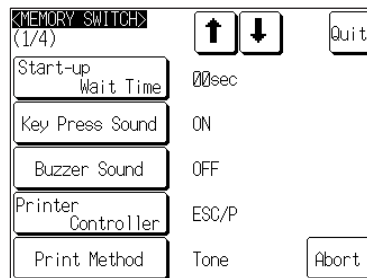 <MEMORY SWITCH>
(1/4)
Quit
Start-up
Wait Time
00sec
Key Press Sound
ON
Buzzer Sound
OFF
Printer
Controller
ESC/P
Print Method
Tone
Abort